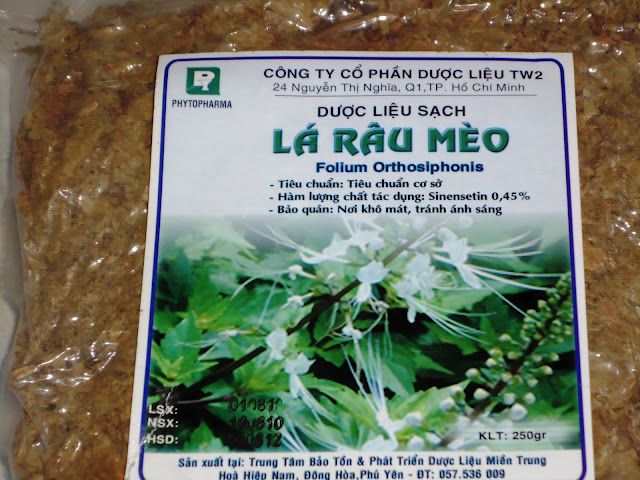 PHYTOPHARMA
CÔNG TY CỔ PHẦN DƯỢC LIỆU TW2
24 Nguyễn Thị Nghĩa, Q1,TP. Hồ Chí Minh
DƯỢC LIỆU SẠCH
LÁ RÂU MÈO
Folium Orthosiphonis
- Tiêu chuẩn: Tiêu chuẩn cơ sở
- Hàm lượng chất tác dụng: Sinensetin 0,45%
- Bảo quản: Nơi khô mát, tránh ánh sáng
LSX:
NSX:
HSD:
KLT: 250gr
Sản xuất tại: Trung Tâm Bảo Tồn & Phát Triển Dược Liệu Miền Trung
Hoà Hiệp Nam, Đông Hòa,Phú Yên - ĐT: 057.536 009